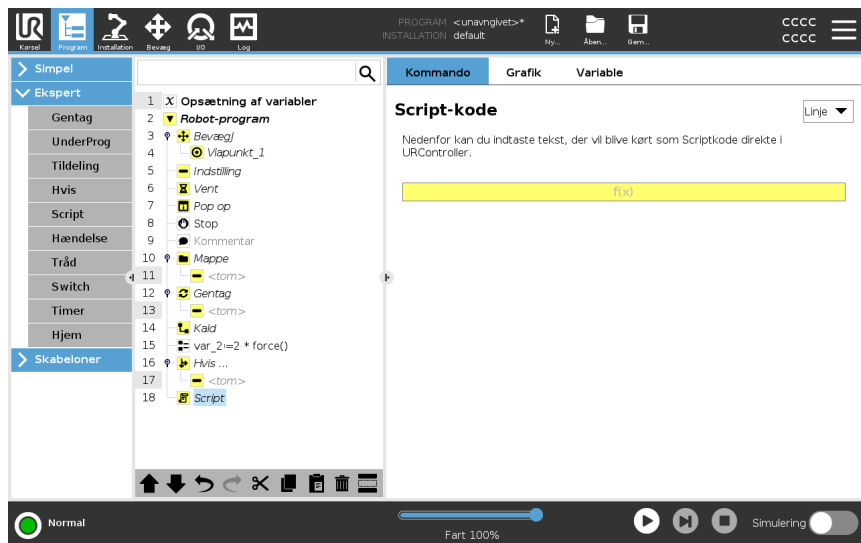 UR
Kørsel
Program
Installation
Bevæg
I/O
Log
PROGRAM <unavngivet>*
INSTALLATION default
Ny...
Åben...
Gem...
CCCC
CCCC
Simpel
Ekspert
Gentag
UnderProg
Tildeling
Hvis
Script
Hændelse
Tråd
Switch
Timer
Hjem
Skabeloner
1 X Opsætning af variabler
2 Robot-program
3 BevægJ
4 Viapunkt_1
5 Indstilling
6 Vent
7 Pop op
8 Stop
9 Kommentar
10 Mappe
11 <tom>
12 Gentag
13 <tom>
14 Kald
15 var_2≔2 * force()
16 Hvis ...
17 <tom>
18 Script
Kommando
Grafik
Variable
Script-kode
Linje
Nedenfor kan du indtaste tekst, der vil blive kørt som Scriptkode direkte i
URController.
f(x)
Normal
Fart 100%
Simulering